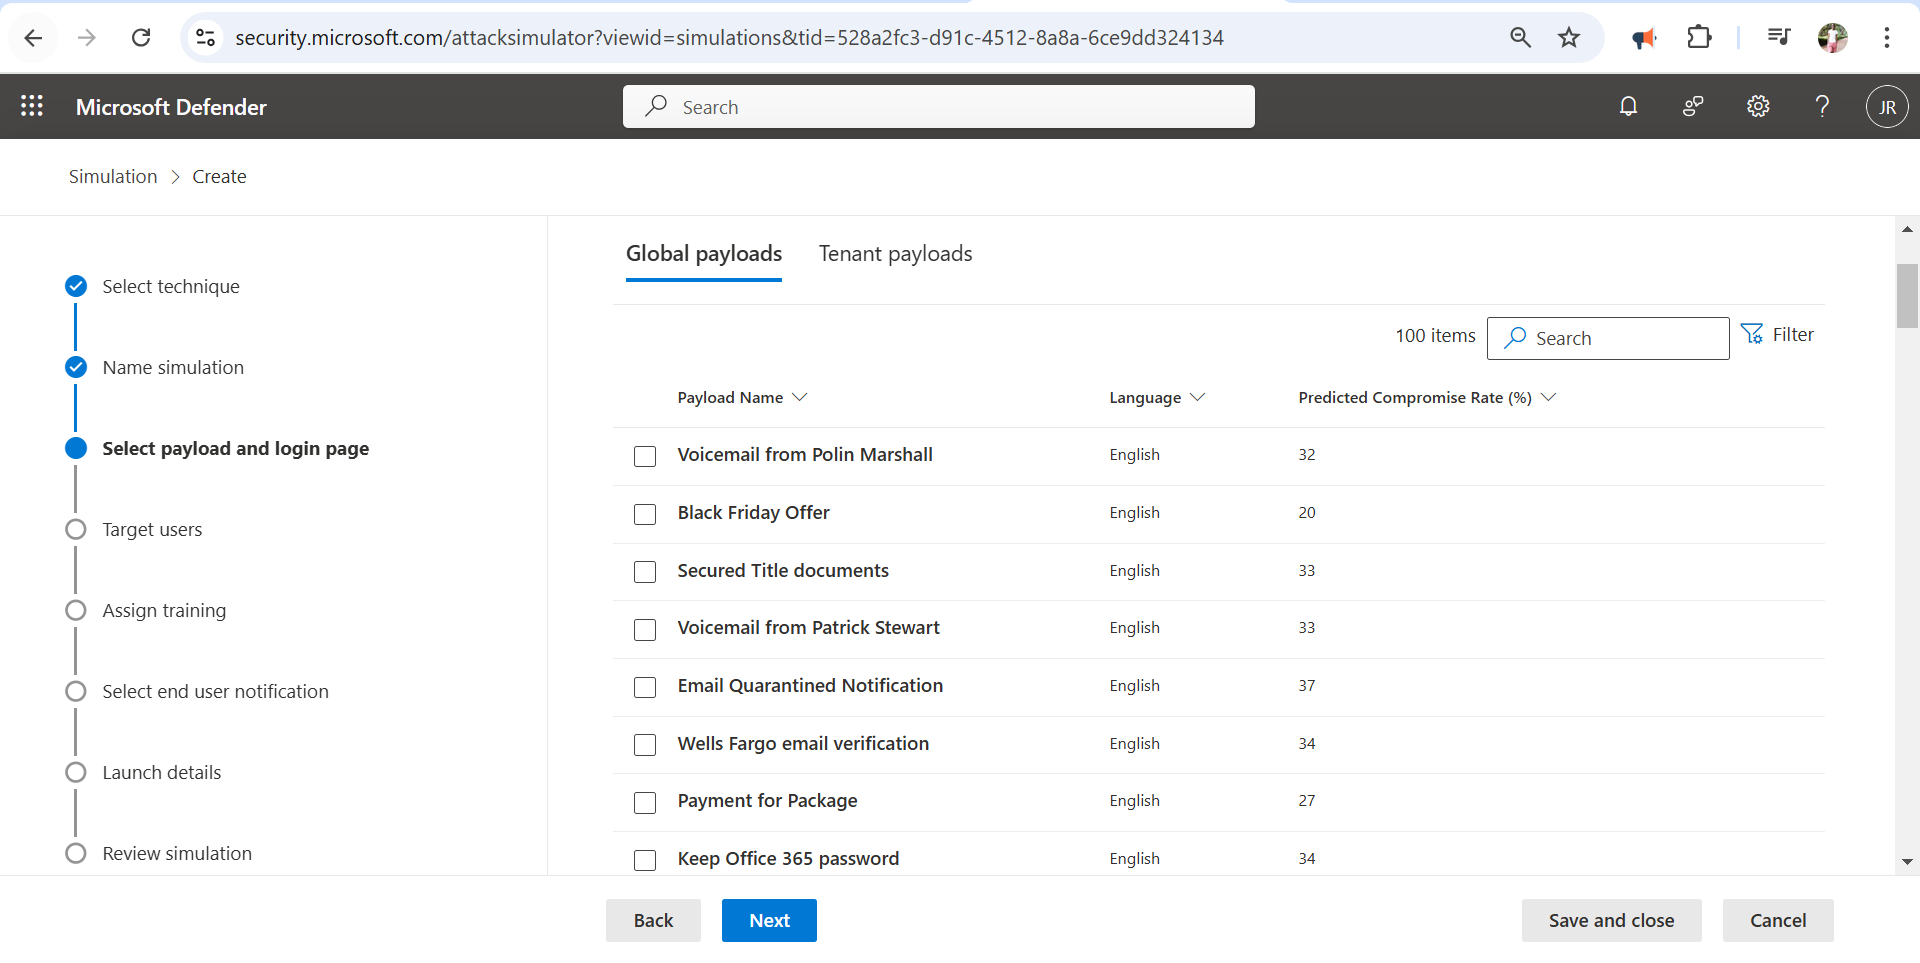 security.microsoft.com/attacksimulator?viewid=simulations&tid=528a2fc3-d91c-4512-8a8a-6ce9dd324134
Microsoft Defender
Search
JR
Simulation > Create
Global payloads Tenant payloads
100 items Search Filter
Payload Name Language Predicted Compromise Rate (%)
Voicemail from Polin Marshall English 32
Black Friday Offer English 20
Secured Title documents English 33
Voicemail from Patrick Stewart English 33
Email Quarantined Notification English 37
Wells Fargo email verification English 34
Payment for Package English 27
Keep Office 365 password English 34
Select technique
Name simulation
Select payload and login page
Target users
Assign training
Select end user notification
Launch details
Review simulation
Back Next Save and close Cancel